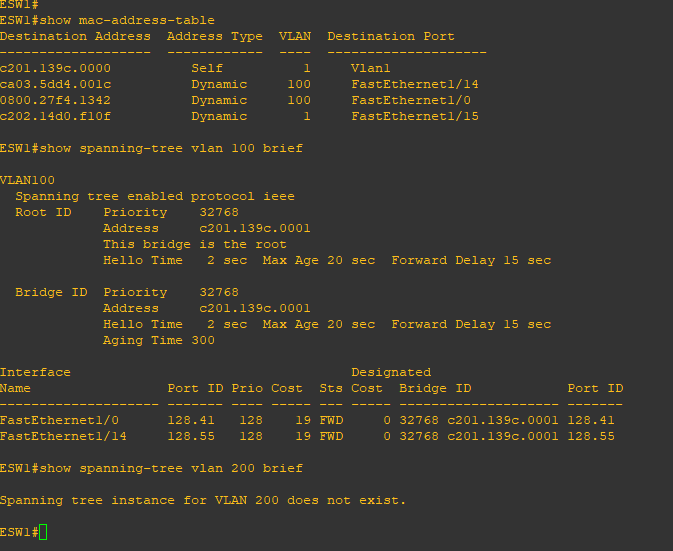 ESW1#
ESW1#show mac-address-table
Destination Address  Address Type  VLAN  Destination Port
-------------------  ------------  ----  --------------------
c201.139c.0000          Self          1     Vlan1
ca03.5dd4.001c          Dynamic     100     FastEthernet1/14
0800.27f4.1342          Dynamic     100     FastEthernet1/0
c202.14d0.f10f          Dynamic       1     FastEthernet1/15
ESW1#show spanning-tree vlan 100 brief
VLAN100
  Spanning tree enabled protocol ieee
  Root ID    Priority    32768
             Address     c201.139c.0001
             This bridge is the root
             Hello Time   2 sec  Max Age 20 sec  Forward Delay 15 sec
  Bridge ID  Priority    32768
             Address     c201.139c.0001
             Hello Time   2 sec  Max Age 20 sec  Forward Delay 15 sec
             Aging Time 300
Interface                                   Designated
Name                 Port ID Prio Cost  Sts Cost  Bridge ID            Port ID
-------------------- ------- ---- ----- --- ----- -------------------- -------
FastEthernet1/0      128.41   128    19 FWD     0 32768 c201.139c.0001 128.41
FastEthernet1/14     128.55   128    19 FWD     0 32768 c201.139c.0001 128.55
ESW1#show spanning-tree vlan 200 brief
Spanning tree instance for VLAN 200 does not exist.
ESW1#